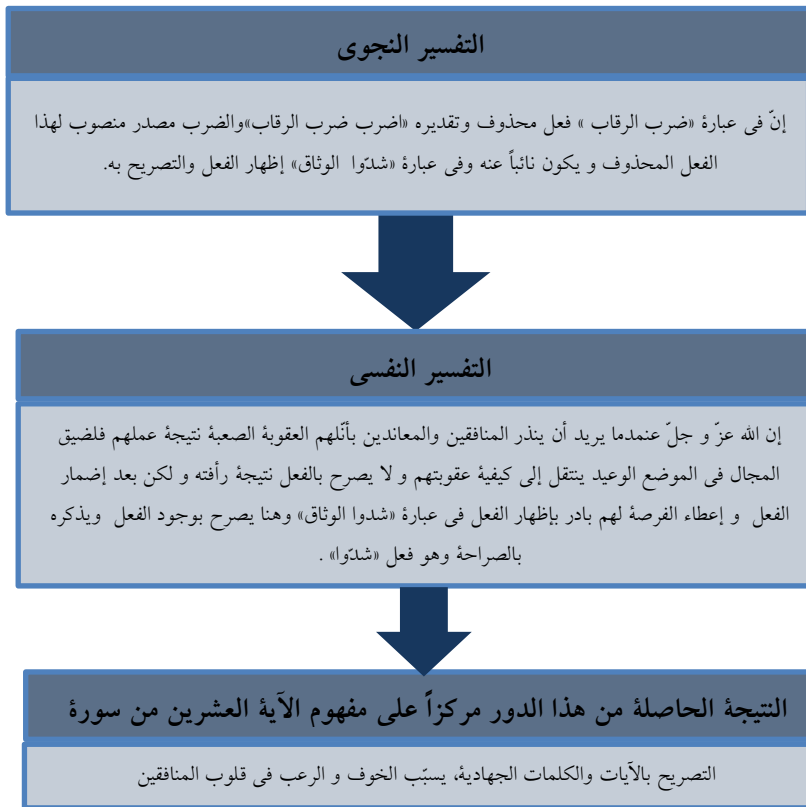 التفسير النجوى
إنّ فى عبارة «ضرب الرقاب » فعل محذوف وتقديره «اضرب ضرب الرقاب»والضرب مصدر منصوب لهذا
الفعل المحذوف و يكون نائباً عنه وفى عبارة «شدّوا الوثاق» إظهار الفعل والتصريح به.
التفسير النفسى
إن الله عزّ و جلّ عنمدما يريد أن ينذر المنافقين والمعاندين بأنّلهم العقوبة الصعبة نتيجة عملهم فلضيق
المجال فى الموضع الوعيد ينتقل إلى كيفية عقوبتهم و لا يصرح بالفعل نتيجة رأفته و لكن بعد إضمار
الفعل و إعطاء الفرصة لهم بادر بإظهار الفعل فى عبارة «شدوا الوثاق» وهنا يصرح بوجود الفعل ويذكره
بالصراحة وهو فعل «شدّوا» .
النتيجة الحاصلة من هذا الدور مركزاً على مفهوم الآية العشرين من سورة
التصريح بالآيات والكلمات الجهادية، يسبّب الخوف و الرعب فى قلوب المنافقين